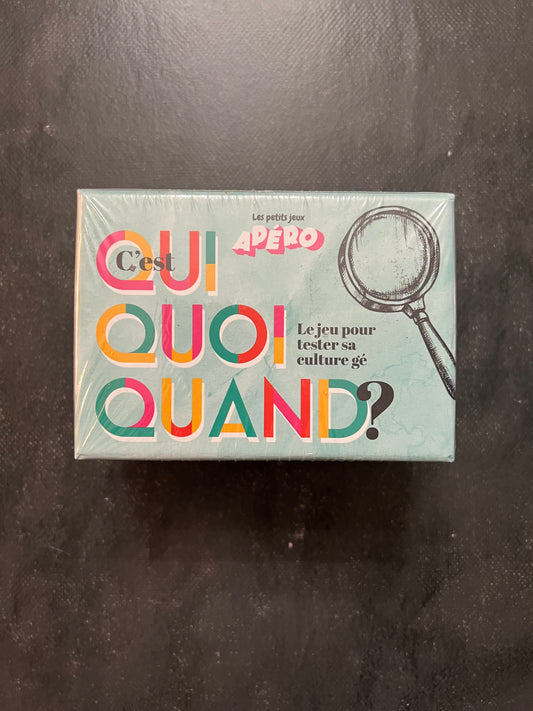 Les petits jeux
APÉRO
C'est
QUI
QUOI
QUAND?
Le jeu pour
tester sa
culture gé